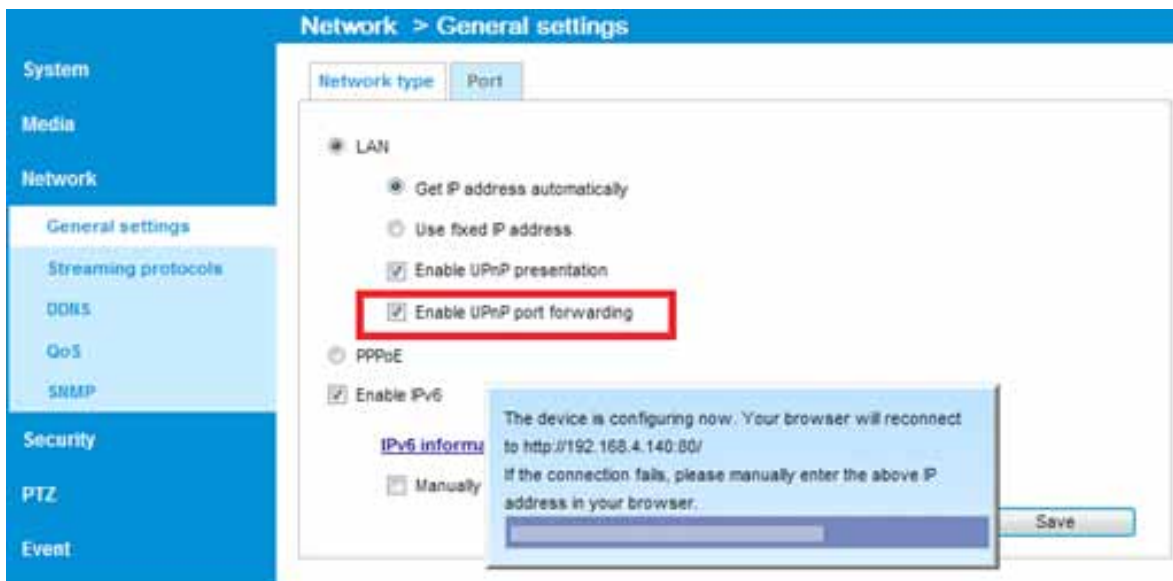 Network > General settings
System
Media
Network
General settings
Streaming protocols
DDNS
QoS
SNMP
Security
PTZ
Event
Network type
Port
LAN
Get IP address automatically
Use fixed IP address
Enable UPnP presentation
Enable UPnP port forwarding
PPPoE
Enable IPv6
IPv6 informa
Manually
The device is configuring now. Your browser will reconnect
to http://192.168.4.140:80/
If the connection fails, please manually enter the above IP
address in your browser.
Save